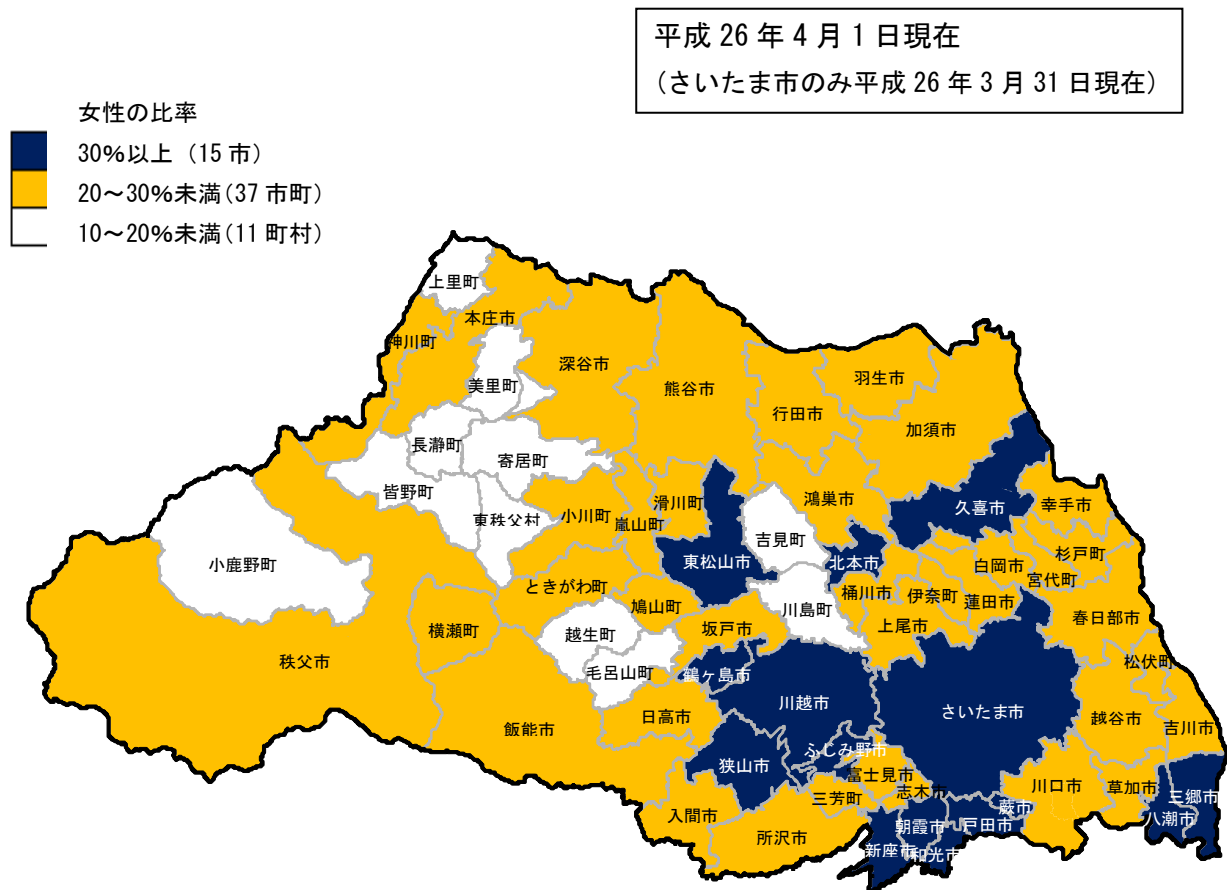 平成 26 年 4 月 1 日現在
(さいたま市のみ平成 26 年 3 月 31 日現在)
女性の比率
30%以上 (15 市)
20～30%未満(37 市町)
10～20%未満(11 町村)
上里町
本庄市
神川町
深谷市
美里町
熊谷市
羽生市
行田市
加須市
長瀞町
寄居町
皆野町
東秩父村
小川町
嵐山町
滑川町
鴻巣市
久喜市
幸手市
吉見町
東松山市
北本市
杉戸町
白岡市
宮代町
小鹿野町
ときがわ町
鳩山町
川島町
桶川市
伊奈町
蓮田市
春日部市
横瀬町
越生町
坂戸市
上尾市
秩父市
毛呂山町
鶴ヶ島市
松伏町
川越市
さいたま市
日高市
越谷市
飯能市
吉川市
ふじみ野市
狭山市
富士見市
志木市
川口市
草加市
三郷市
三芳町
入間市
蕨市
八潮市
所沢市
朝霞市
戸田市
新座市
和光市